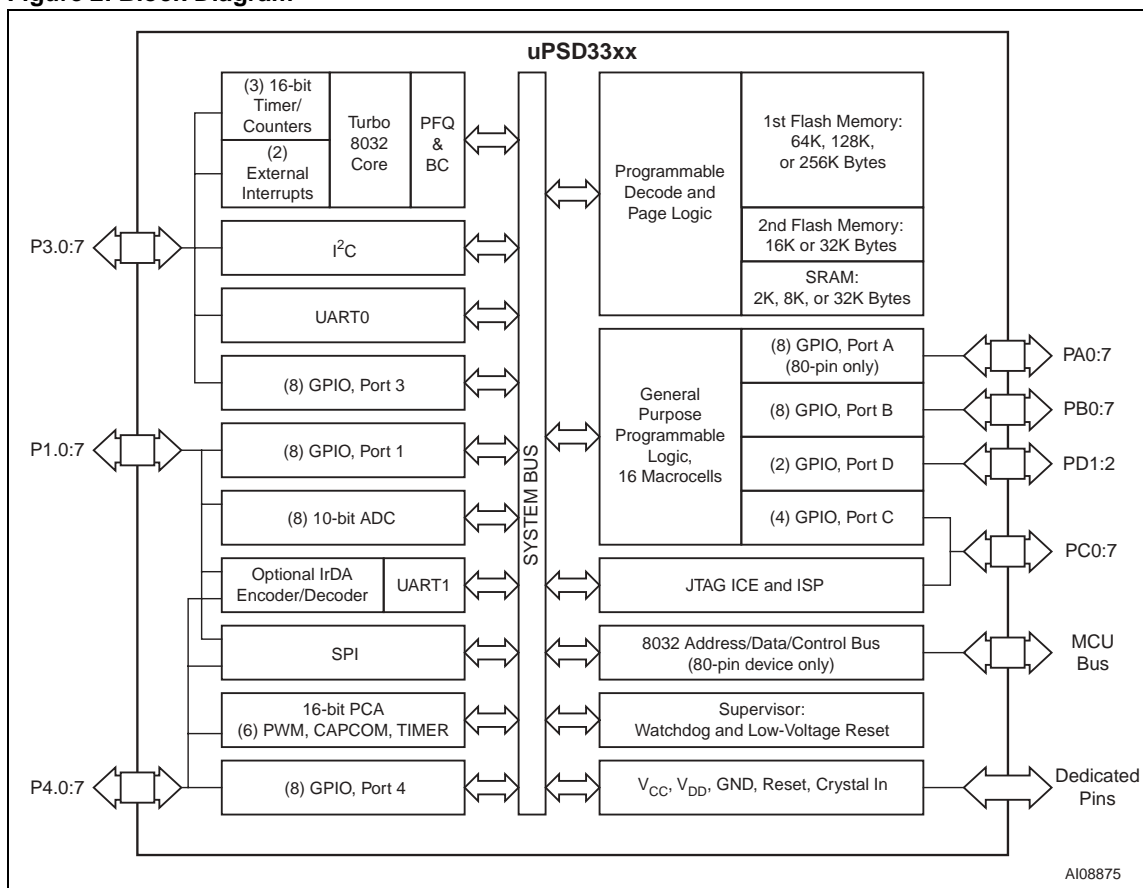 Figure 2. Block Diagram
uPSD33xx
(3) 16-bit
Timer/
Counters
(2)
External
Interrupts
Turbo
8032
Core
PFQ
&
BC
I²C
UART0
(8) GPIO, Port 3
(8) GPIO, Port 1
(8) 10-bit ADC
Optional IrDA
Encoder/Decoder
UART1
SPI
16-bit PCA
(6) PWM, CAPCOM, TIMER
(8) GPIO, Port 4
P3.0:7
P1.0:7
P4.0:7
SYSTEM BUS
Programmable
Decode and
Page Logic
1st Flash Memory:
64K, 128K,
or 256K Bytes
2nd Flash Memory:
16K or 32K Bytes
SRAM:
2K, 8K, or 32K Bytes
General
Purpose
Programmable
Logic,
16 Macrocells
(8) GPIO, Port A
(80-pin only)
(8) GPIO, Port B
(2) GPIO, Port D
(4) GPIO, Port C
JTAG ICE and ISP
8032 Address/Data/Control Bus
(80-pin device only)
Supervisor:
Watchdog and Low-Voltage Reset
V_CC, V_DD, GND, Reset, Crystal In
PA0:7
PB0:7
PD1:2
PC0:7
MCU
Bus
Dedicated
Pins
AI08875